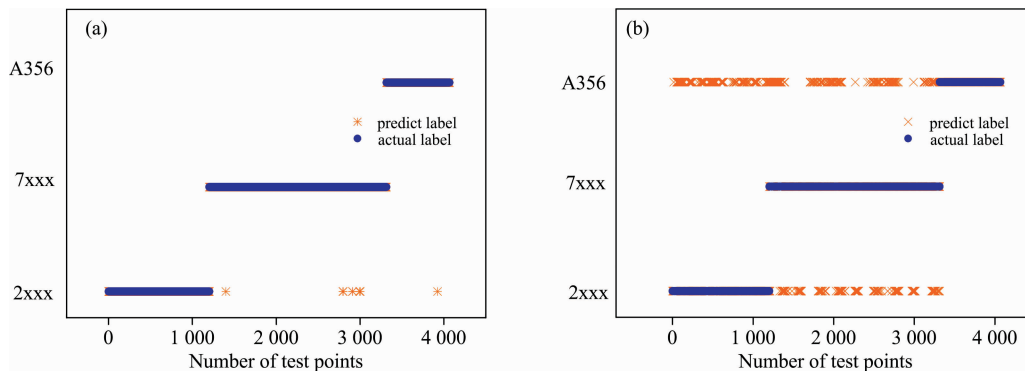 (a)
A356
7xxx
2xxx
predict label
actual label
0 1 000 2 000 3 000 4 000
Number of test points
(b)
A356
7xxx
2xxx
predict label
actual label
0 1 000 2 000 3 000 4 000
Number of test points